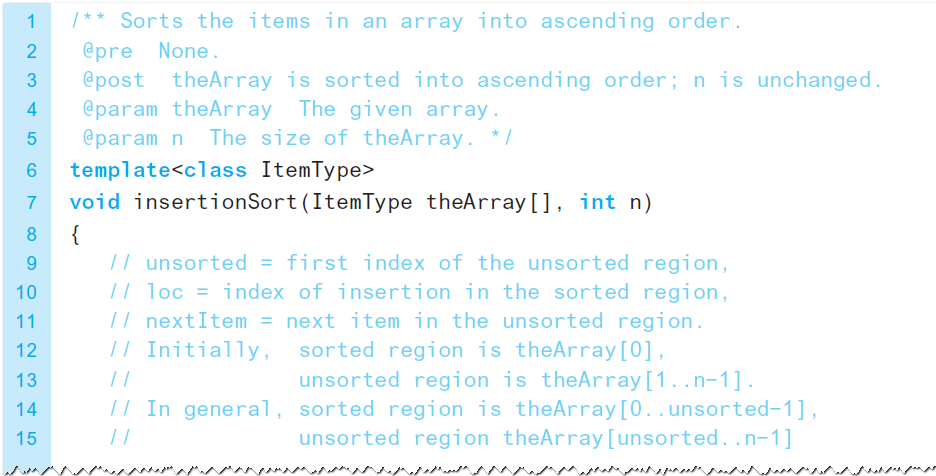 1 /** Sorts the items in an array into ascending order.
2 @pre  None.
3 @post  theArray is sorted into ascending order; n is unchanged.
4 @param theArray  The given array.
5 @param n  The size of theArray. */
6 template<class ItemType>
7 void insertionSort(ItemType theArray[], int n)
8 {
9    // unsorted = first index of the unsorted region,
10    // loc = index of insertion in the sorted region,
11    // nextItem = next item in the unsorted region.
12    // Initially,  sorted region is theArray[0],
13    //             unsorted region is theArray[1..n-1].
14    // In general, sorted region is theArray[0..unsorted-1],
15    //             unsorted region theArray[unsorted..n-1]